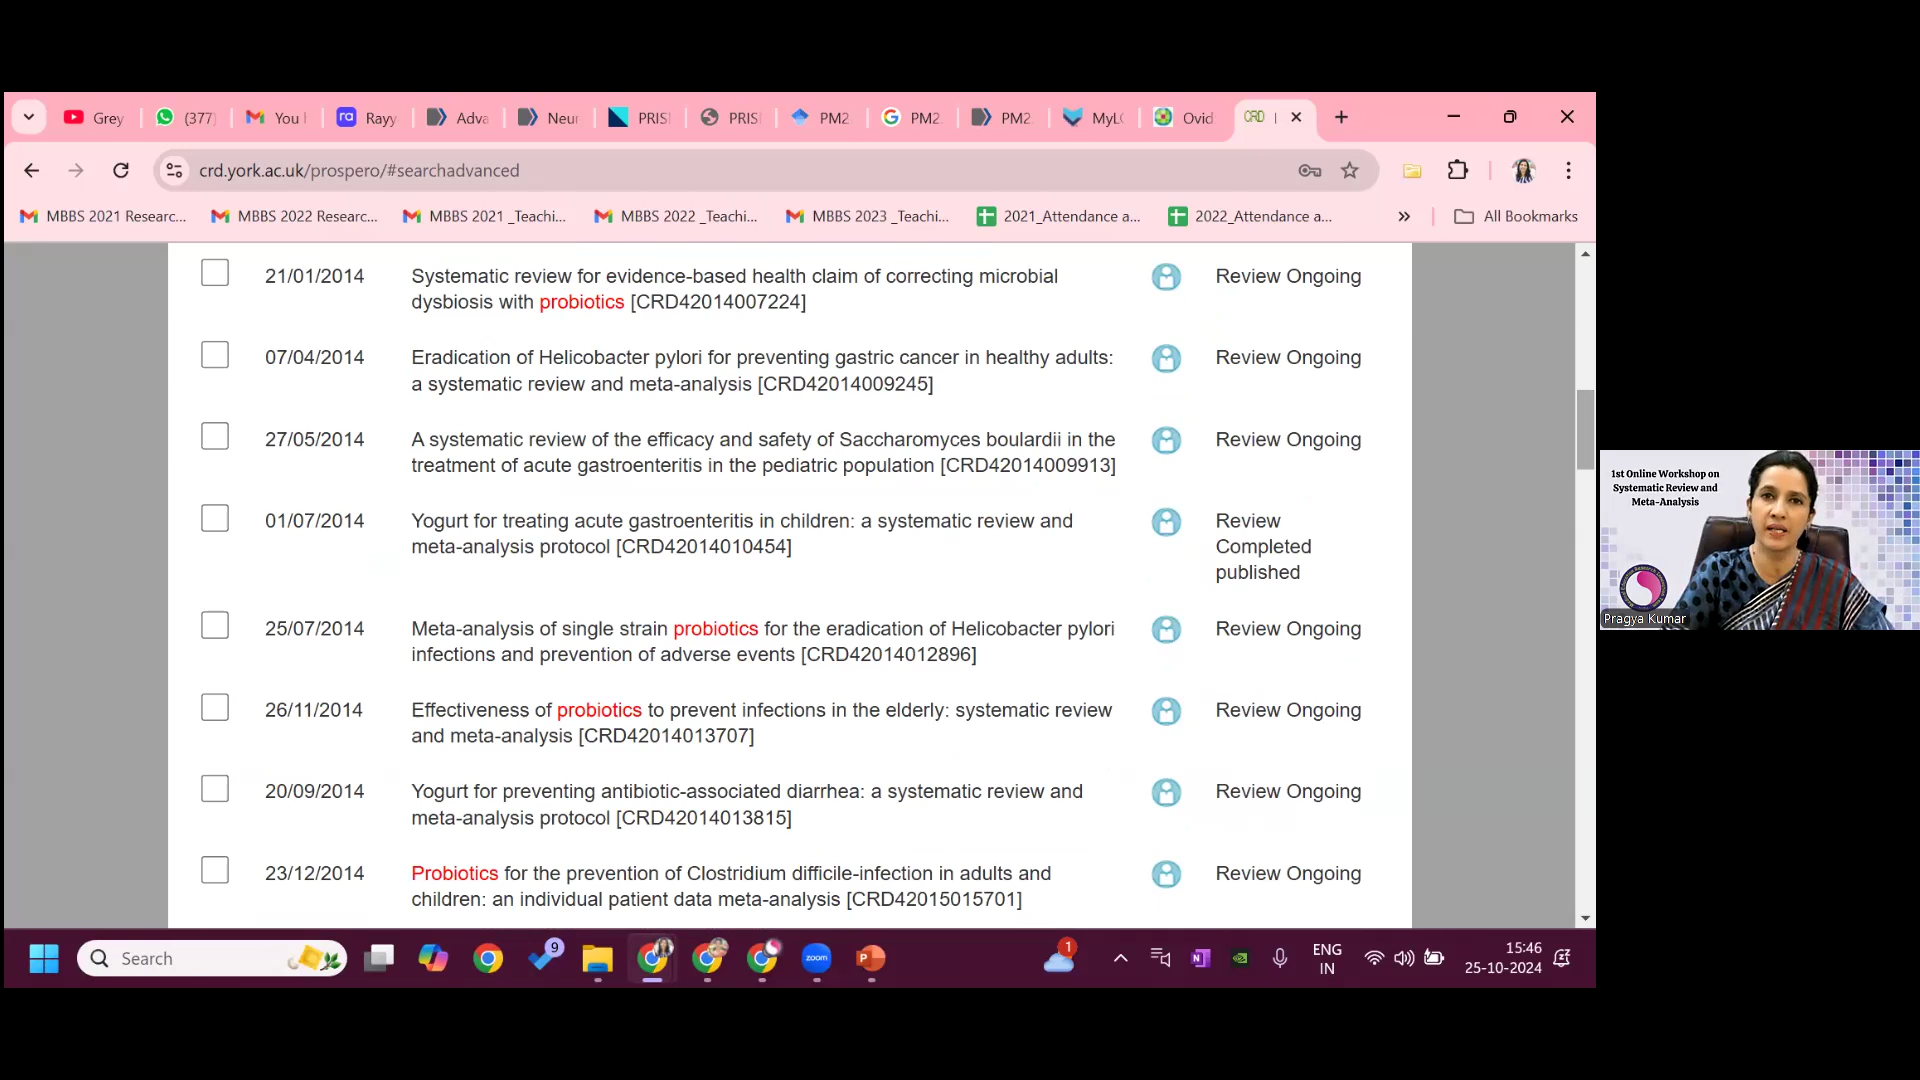 Grey
(377)
You
Rayy
Adva
Neur
PRIS
PRIS
PM2
PM2
PM2
MyL
Ovid
CRD
crd.york.ac.uk/prospero/#searchadvanced
MBBS 2021 Researc...
MBBS 2022 Researc...
MBBS 2021 _Teachi...
MBBS 2022 _Teachi...
MBBS 2023 _Teachi...
2021_Attendance a...
2022_Attendance a...
All Bookmarks
21/01/2014
Systematic review for evidence-based health claim of correcting microbial
dysbiosis with probiotics [CRD42014007224]
Review Ongoing
07/04/2014
Eradication of Helicobacter pylori for preventing gastric cancer in healthy adults:
a systematic review and meta-analysis [CRD42014009245]
Review Ongoing
27/05/2014
A systematic review of the efficacy and safety of Saccharomyces boulardii in the
treatment of acute gastroenteritis in the pediatric population [CRD42014009913]
Review Ongoing
01/07/2014
Yogurt for treating acute gastroenteritis in children: a systematic review and
meta-analysis protocol [CRD42014010454]
Review
Completed
published
25/07/2014
Meta-analysis of single strain probiotics for the eradication of Helicobacter pylori
infections and prevention of adverse events [CRD42014012896]
Review Ongoing
26/11/2014
Effectiveness of probiotics to prevent infections in the elderly: systematic review
and meta-analysis [CRD42014013707]
Review Ongoing
20/09/2014
Yogurt for preventing antibiotic-associated diarrhea: a systematic review and
meta-analysis protocol [CRD42014013815]
Review Ongoing
23/12/2014
Probiotics for the prevention of Clostridium difficile-infection in adults and
children: an individual patient data meta-analysis [CRD42015015701]
Review Ongoing
1st Online Workshop on
Systematic Review and
Meta-Analysis
Pragya Kumar
Search
9
zoom
1
ENG
IN
15:46
25-10-2024